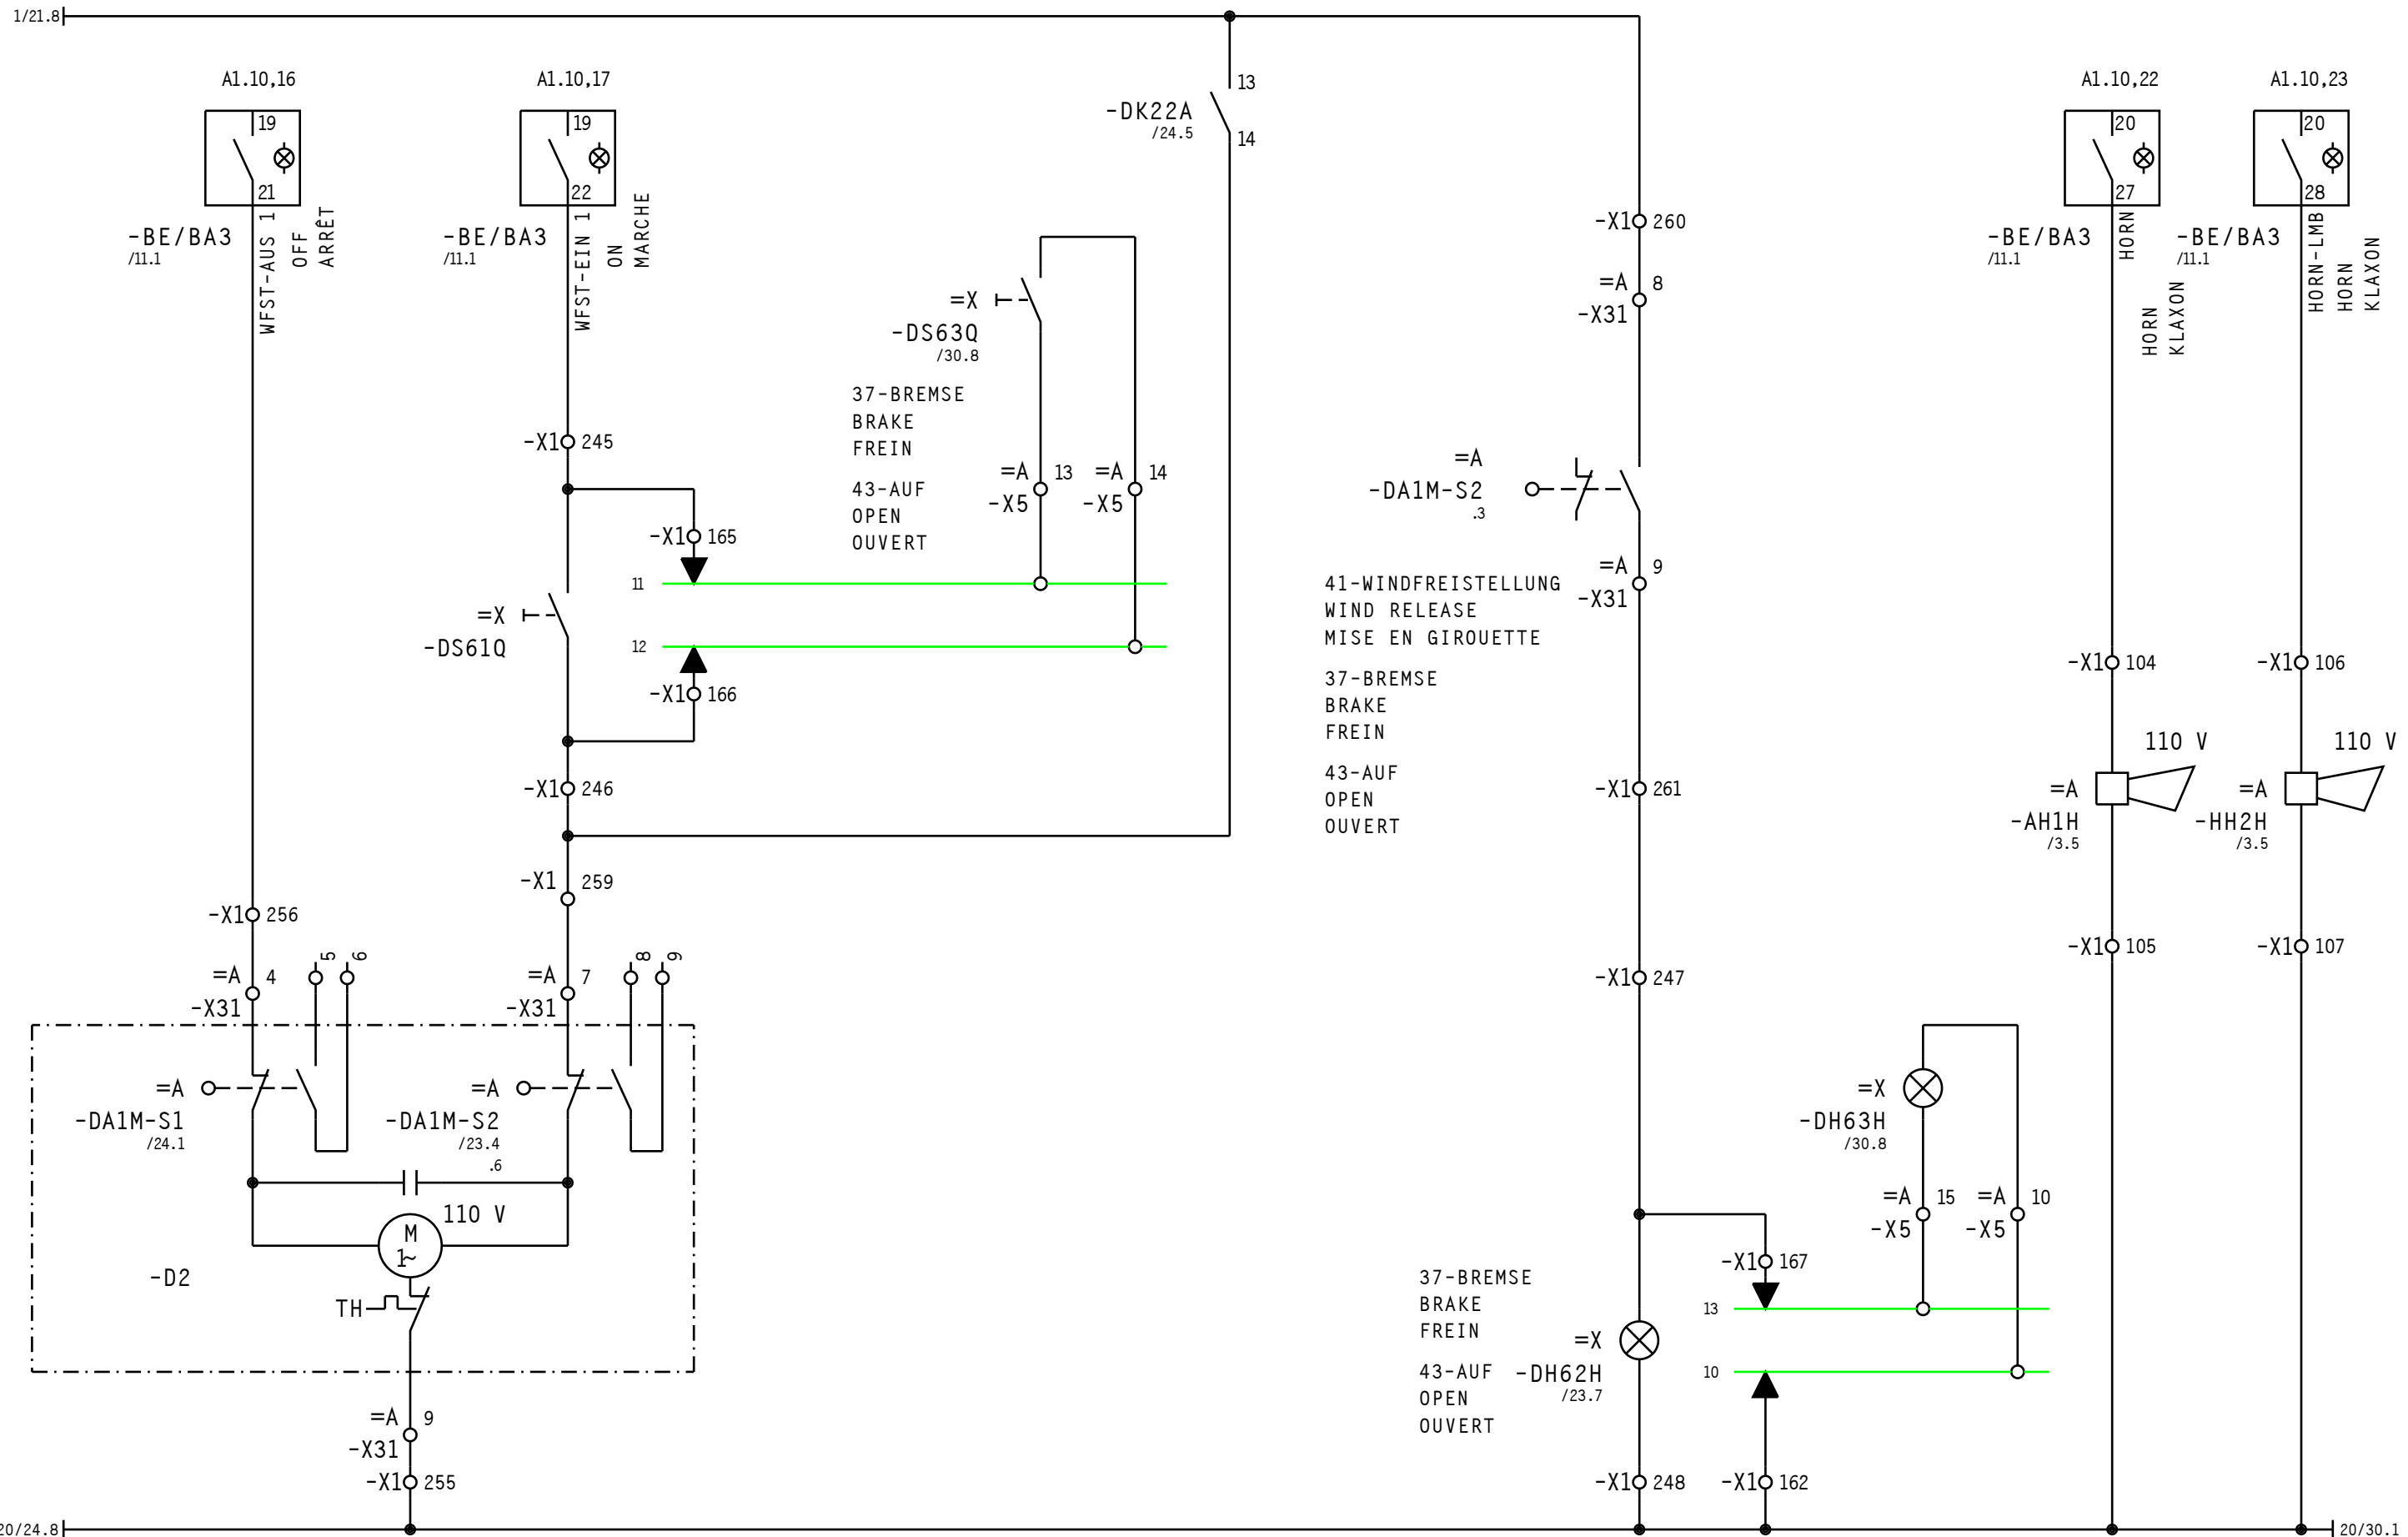 1/21.8
A1.10,16
19
21
-BE/BA3
/11.1
WFST-AUS 1
OFF
ARRÊT
A1.10,17
19
22
-BE/BA3
/11.1
WFST-EIN 1
ON
MARCHE
13
-DK22A
/24.5
14
A1.10,22
20
27
-BE/BA3
/11.1
HORN
HORN
KLAXON
A1.10,23
20
28
-BE/BA3
/11.1
HORN-LMB
HORN
KLAXON
-X1 260
=A 8
-X31
=X
-DS63Q
/30.8
37-BREMSE
BRAKE
FREIN
43-AUF
OPEN
OUVERT
=A 13
-X5
=A 14
-X5
-X1 245
-X1 165
11
=X
-DS61Q
12
-X1 166
-X1 246
-X1 259
=A
-DA1M-S2
.3
=A 9
-X31
41-WINDFREISTELLUNG
WIND RELEASE
MISE EN GIROUETTE
37-BREMSE
BRAKE
FREIN
43-AUF
OPEN
OUVERT
-X1 261
-X1 247
-X1 104
110 V
=A
-AH1H
/3.5
-X1 105
-X1 106
110 V
=A
-HH2H
/3.5
-X1 107
-X1 256
=A 4
-X31
5
6
=A 7
-X31
8
9
=A
-DA1M-S1
/24.1
=A
-DA1M-S2
/23.4
.6
110 V
M
1~
-D2
TH
=A 9
-X31
-X1 255
=X
-DH63H
/30.8
=A 15
-X5
=A 10
-X5
-X1 167
13
10
37-BREMSE
BRAKE
FREIN
43-AUF
OPEN
OUVERT
=X
-DH62H
/23.7
-X1 248
-X1 162
20/24.8
20/30.1